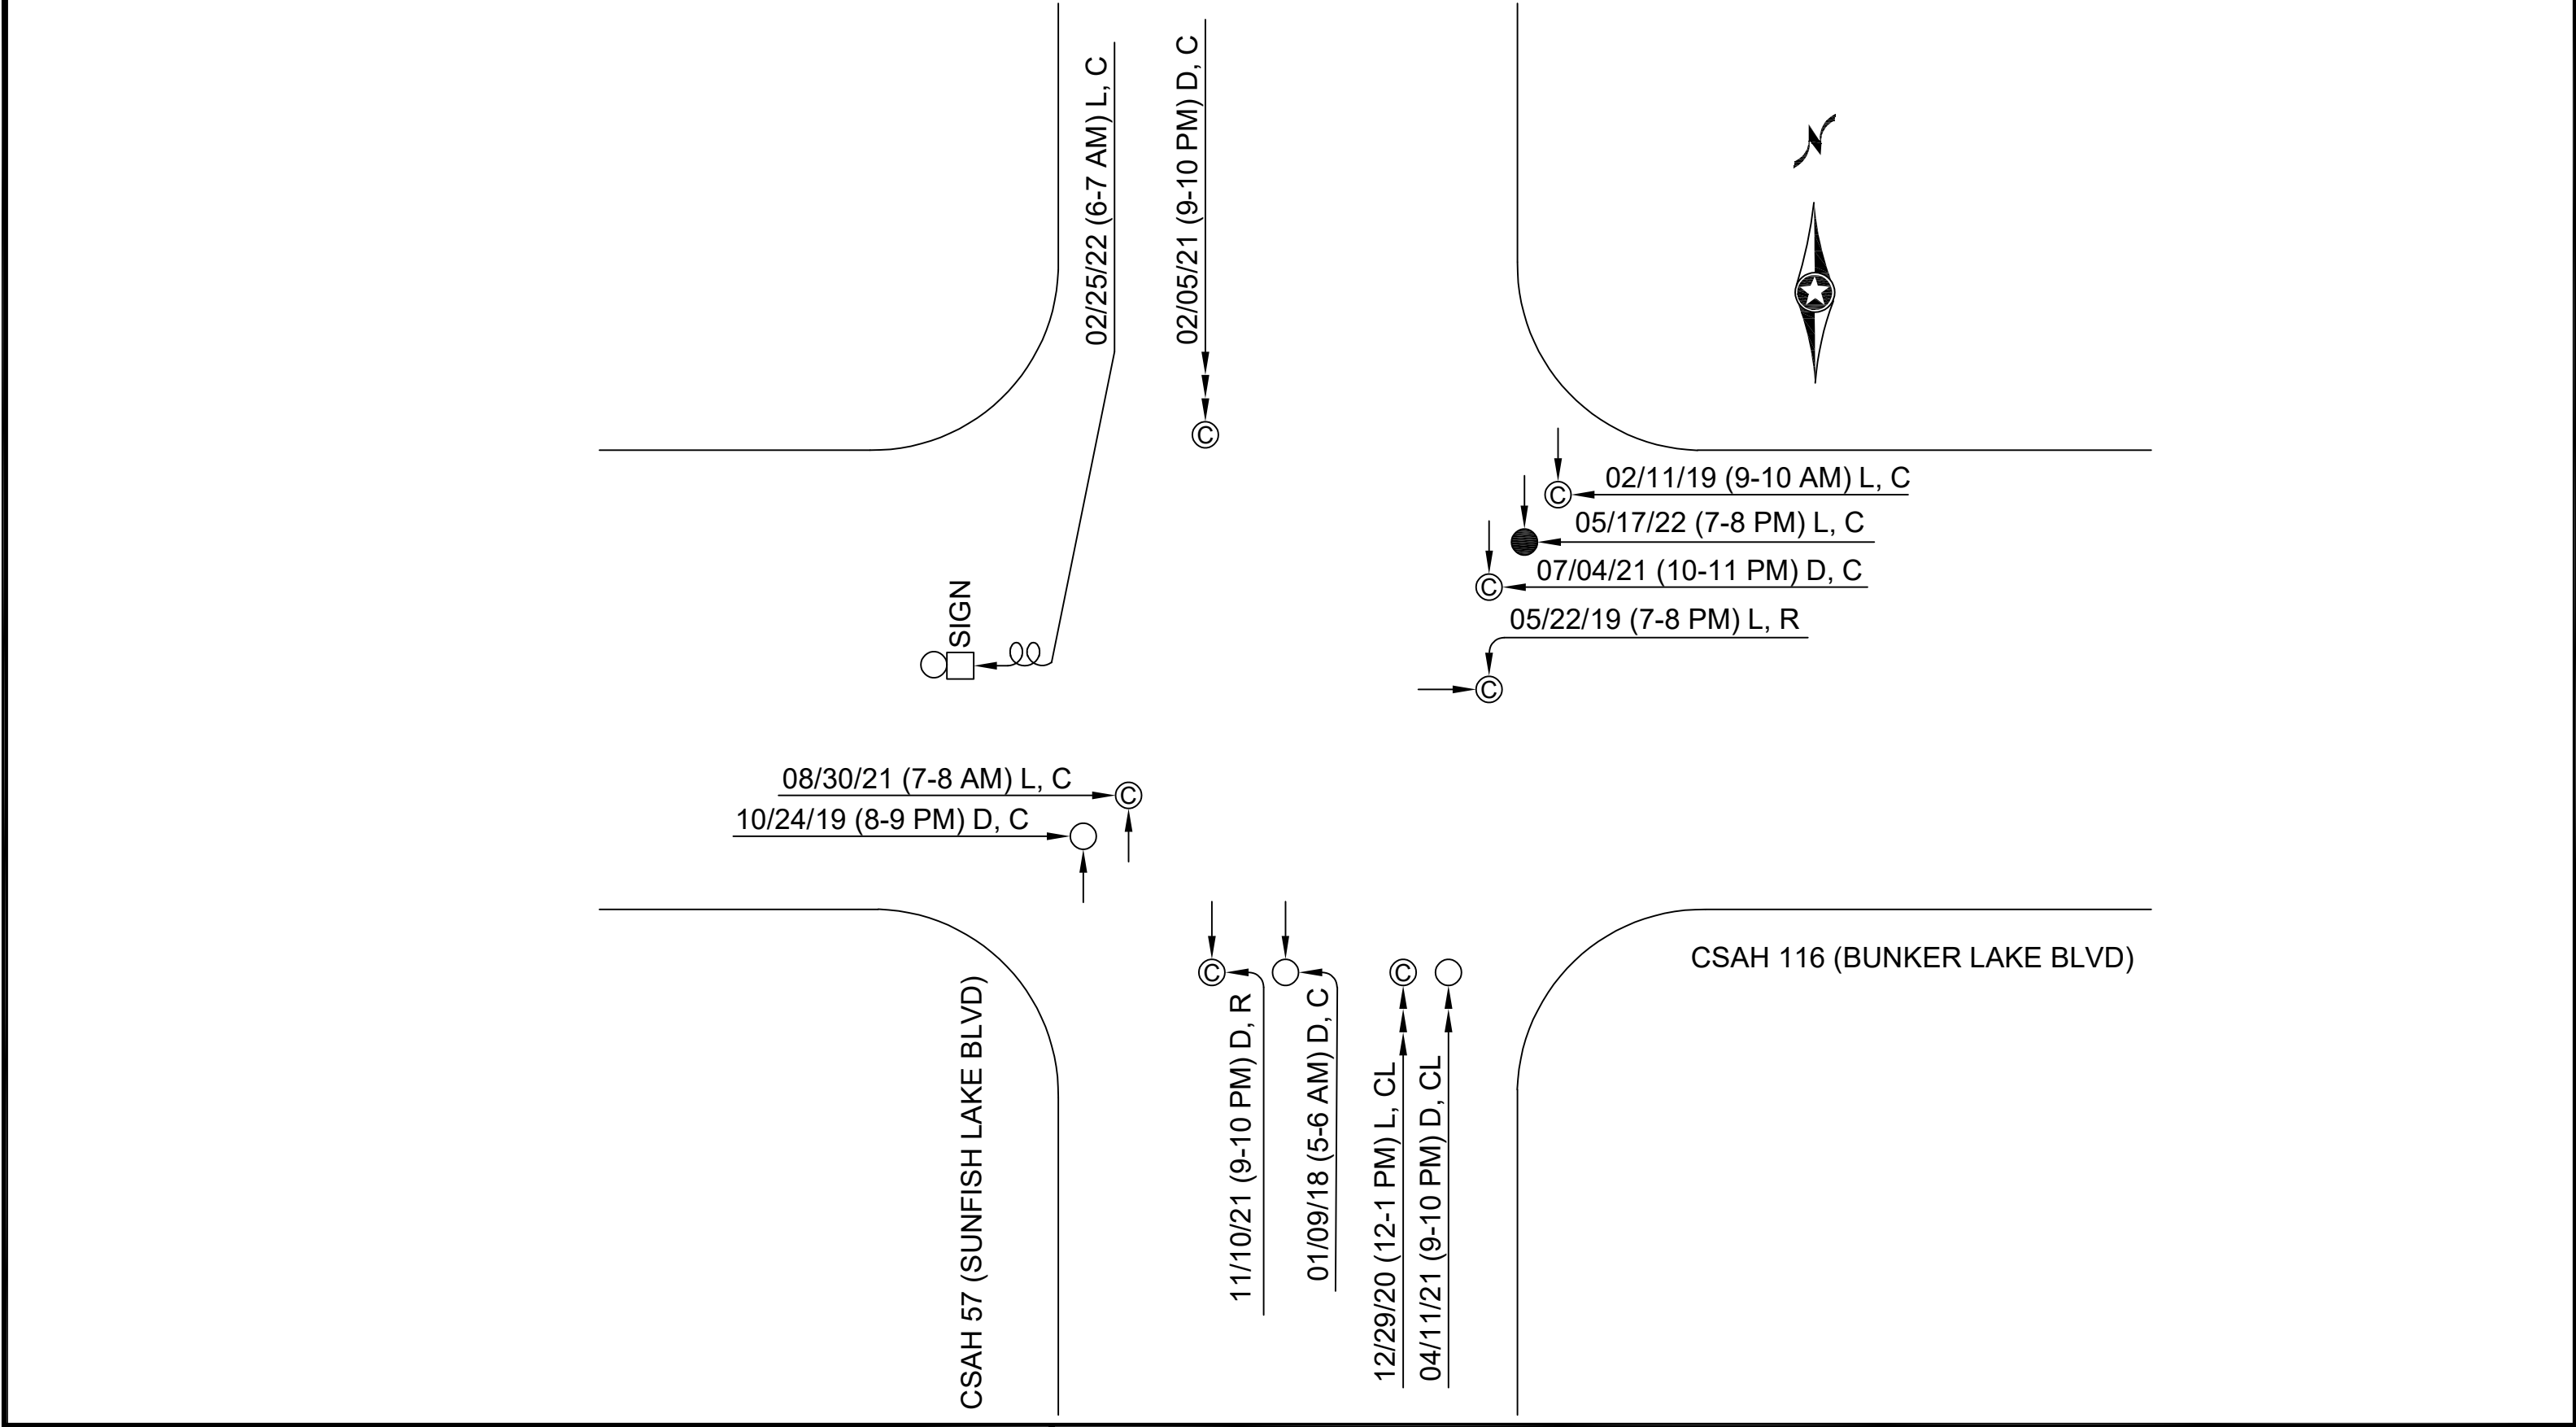 02/25/22 (6-7 AM) L, C
02/05/21 (9-10 PM) D, C
N
C
02/11/19 (9-10 AM) L, C
C
05/17/22 (7-8 PM) L, C
07/04/21 (10-11 PM) D, C
C
05/22/19 (7-8 PM) L, R
C
SIGN
08/30/21 (7-8 AM) L, C
C
10/24/19 (8-9 PM) D, C
CSAH 116 (BUNKER LAKE BLVD)
CSAH 57 (SUNFISH LAKE BLVD)
C
11/10/21 (9-10 PM) D, R
01/09/18 (5-6 AM) D, C
C
12/29/20 (12-1 PM) L, CL
04/11/21 (9-10 PM) D, CL